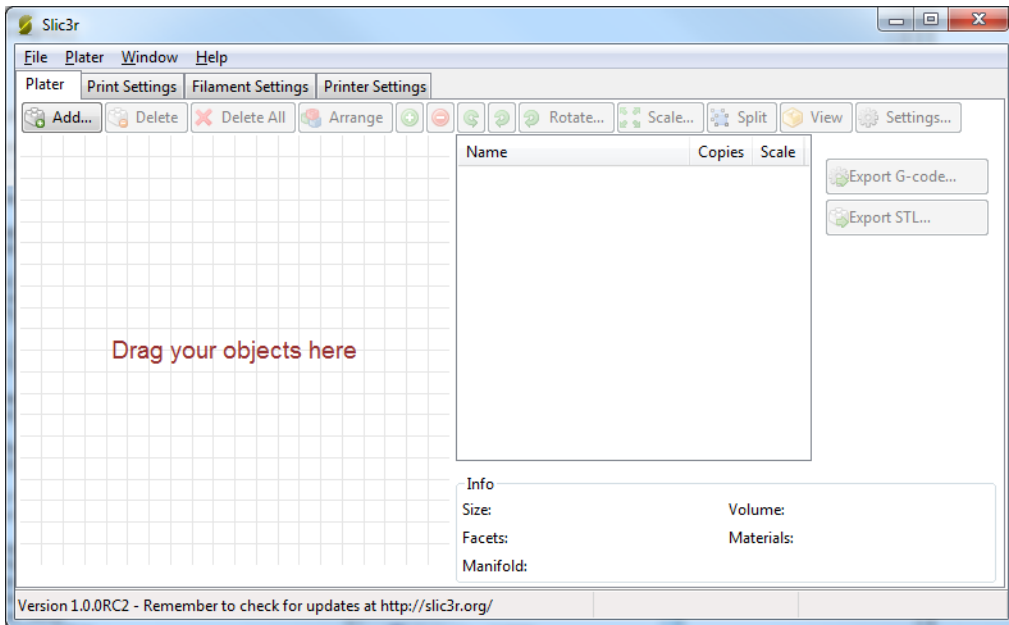 Slic3r
File Plater Window Help
Plater Print Settings Filament Settings Printer Settings
Add... Delete Delete All Arrange Rotate... Scale... Split View Settings...
Name Copies Scale
Export G-code...
Export STL...
Drag your objects here
Info
Size: Volume:
Facets: Materials:
Manifold:
Version 1.0.0RC2 - Remember to check for updates at http://slic3r.org/